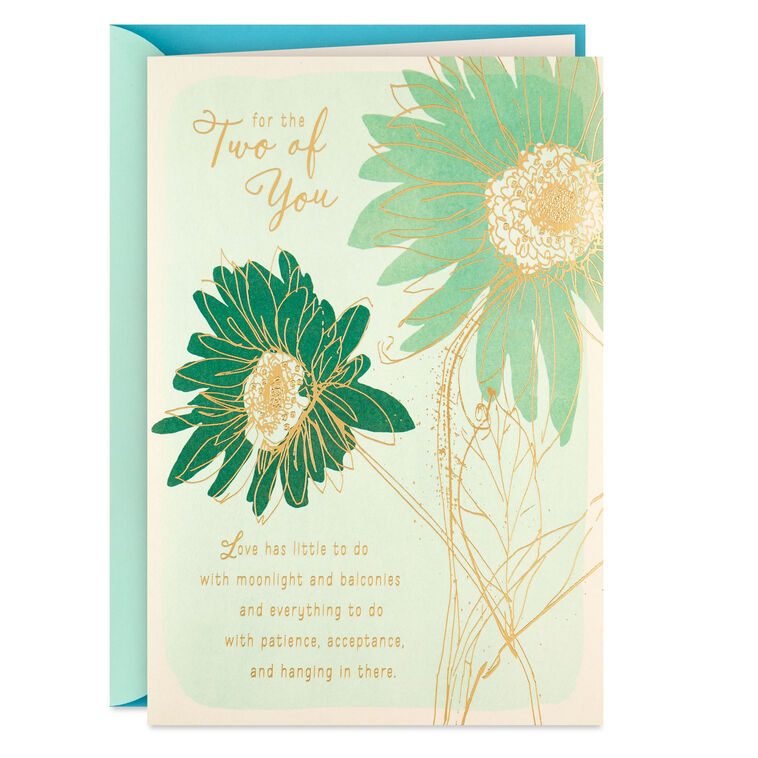 for the
Two of
You
Love has little to do
with moonlight and balconies
and everything to do
with patience, acceptance,
and hanging in there.